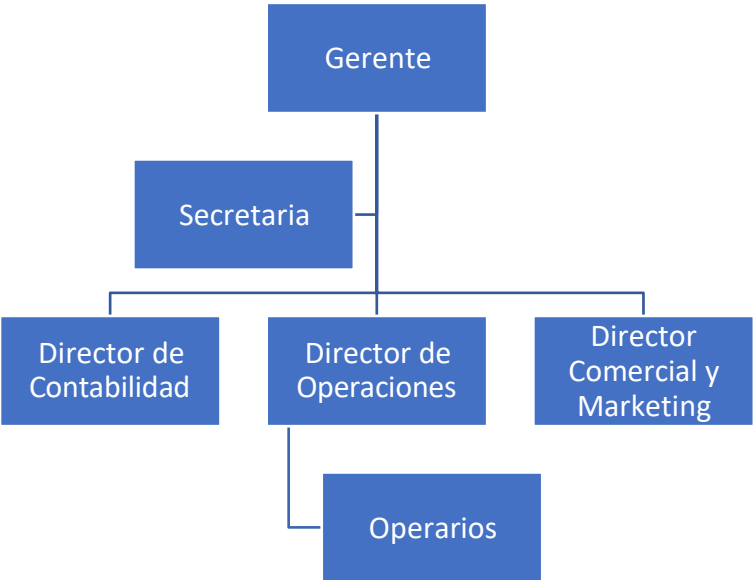 Gerente
Secretaria
Director de
Contabilidad
Director de
Operaciones
Director
Comercial y
Marketing
Operarios